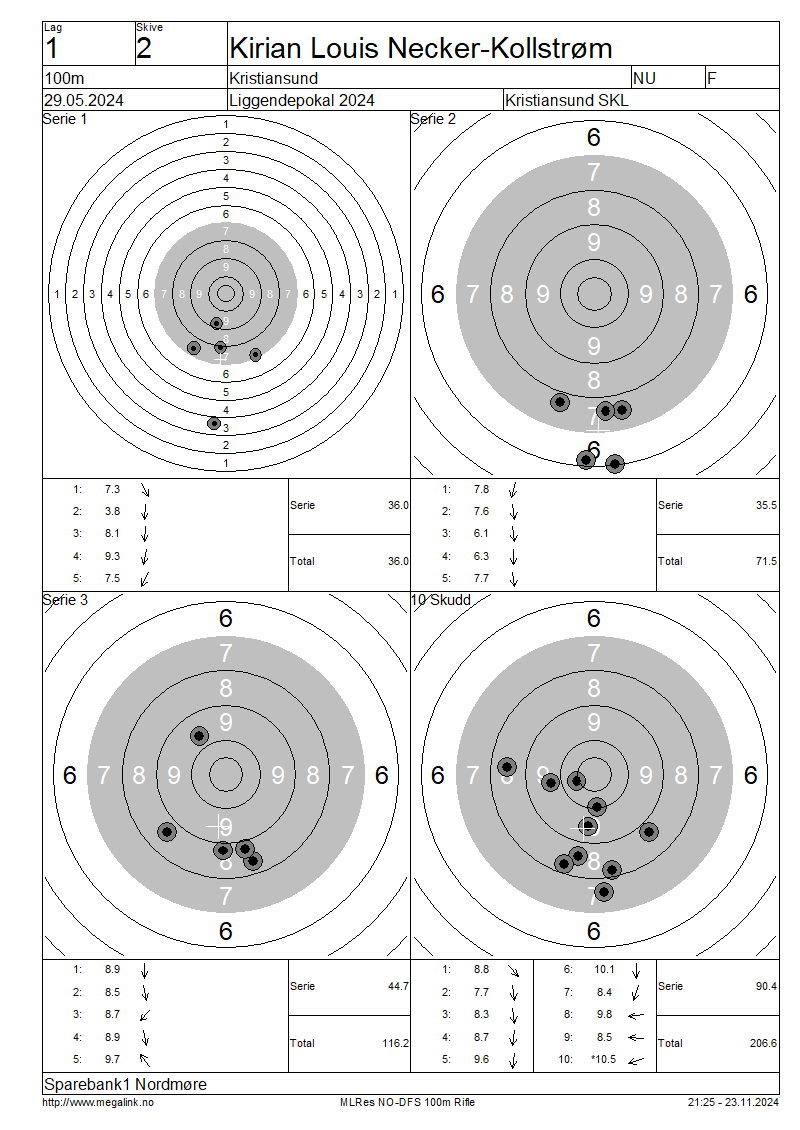 Lag Skive
1 2 Kirian Louis Necker-Kollstrøm
100m Kristiansund NU F
29.05.2024 Liggendepokal 2024 Kristiansund SKL
Serie 1
1
2
3
4
5
6
7
8
9
1 2 3 4 5 6 7 8 9 9 8 7 6 5 4 3 2 1
9
8
7
6
5
4
3
2
1
1: 7.3
2: 3.8
3: 8.1
4: 9.3
5: 7.5
Serie 36.0
Total 36.0
Serie 2
6
7
8
9
6 7 8 9 9 8 7 6
9
8
7
6
1: 7.8
2: 7.6
3: 6.1
4: 6.3
5: 7.7
Serie 35.5
Total 71.5
Serie 3
6
7
8
9
6 7 8 9 9 8 7 6
9
8
7
6
1: 8.9
2: 8.5
3: 8.7
4: 8.9
5: 9.7
Serie 44.7
Total 116.2
10 Skudd
6
7
8
9
6 7 8 9 9 8 7 6
9
8
7
6
1: 8.8 6: 10.1
2: 7.7 7: 8.4
3: 8.3 8: 9.8
4: 8.7 9: 8.5
5: 9.6 10: *10.5
Serie 90.4
Total 206.6
Sparebank1 Nordmøre
http://www.megalink.no MLRes NO-DFS 100m Rifle 21:25 - 23.11.2024